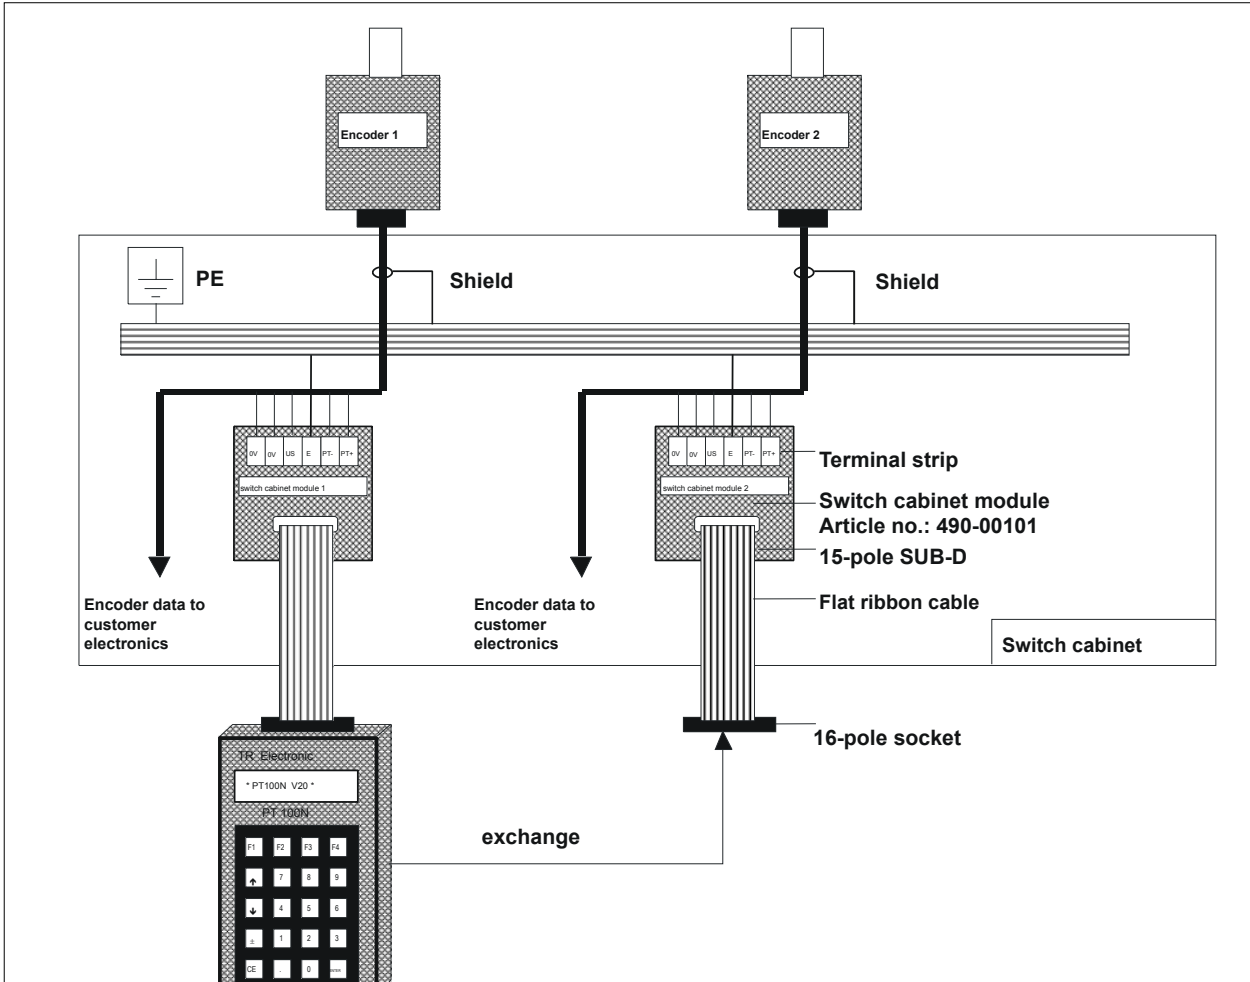 Encoder 1
Encoder 2
PE
Shield
Shield
0V 0V US E PT- PT+
0V 0V US E PT- PT+
Terminal strip
switch cabinet module 1
switch cabinet module 2
Switch cabinet module
Article no.: 490-00101
15-pole SUB-D
Encoder data to
customer
electronics
Encoder data to
customer
electronics
Flat ribbon cable
Switch cabinet
16-pole socket
TR Electronic
* PT100N V20 *
PT 100N
exchange
F1 F2 F3 F4
7 8 9
4 5 6
± 1 2 3
CE . 0 ENTER